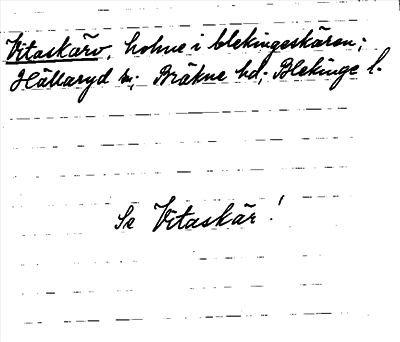 Vitaskärv, holme i blekingeskären;
Hällaryd sn; Bräkne hd; Blekinge l.
Se Vitaskär!